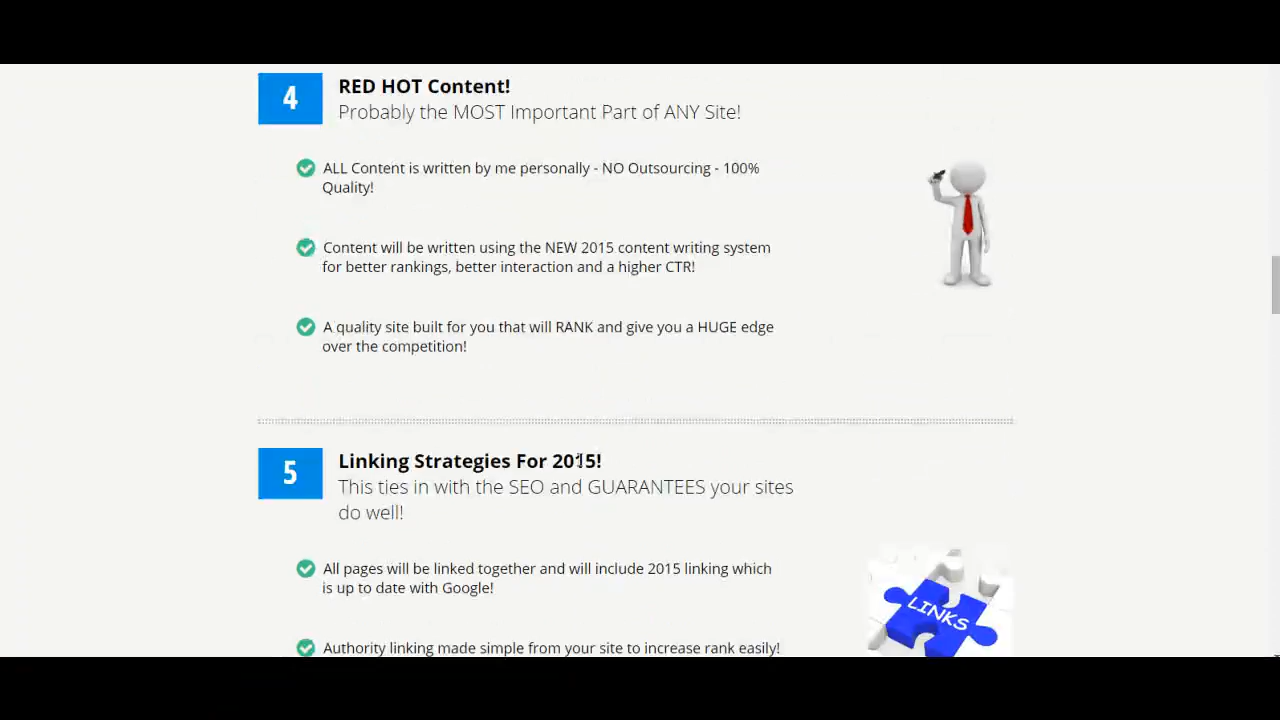 4
RED HOT Content!
Probably the MOST Important Part of ANY Site!
ALL Content is written by me personally - NO Outsourcing - 100%
Quality!
Content will be written using the NEW 2015 content writing system
for better rankings, better interaction and a higher CTR!
A quality site built for you that will RANK and give you a HUGE edge
over the competition!
5
Linking Strategies For 2015!
This ties in with the SEO and GUARANTEES your sites
do well!
All pages will be linked together and will include 2015 linking which
is up to date with Google!
LINKS
Authority linking made simple from your site to increase rank easily!